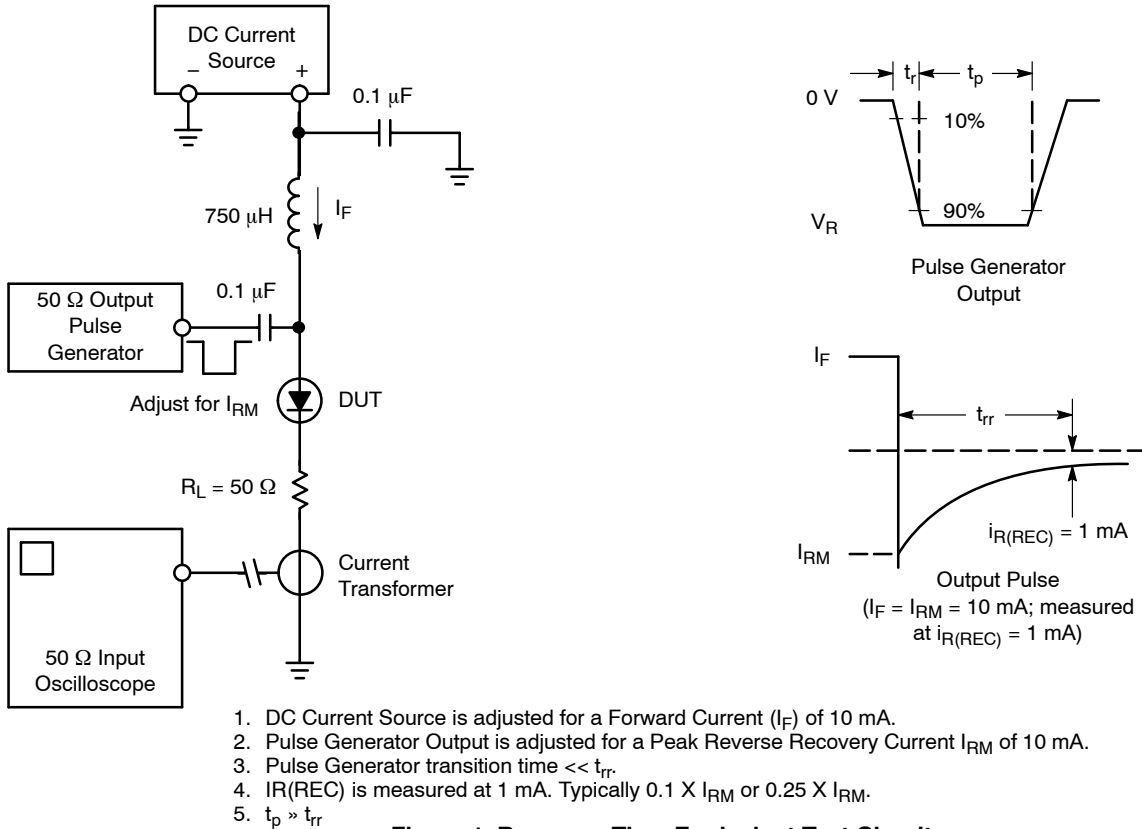 DC Current
Source
−
+
0.1 μF
750 μH
I_F
50 Ω Output
Pulse
Generator
0.1 μF
Adjust for I_RM
DUT
R_L = 50 Ω
Current
Transformer
50 Ω Input
Oscilloscope
t_r
t_p
0 V
10%
90%
V_R
Pulse Generator
Output
I_F
t_rr
i_R(REC) = 1 mA
I_RM
Output Pulse
(I_F = I_RM = 10 mA; measured
at i_R(REC) = 1 mA)
1. DC Current Source is adjusted for a Forward Current (I_F) of 10 mA.
2. Pulse Generator Output is adjusted for a Peak Reverse Recovery Current I_RM of 10 mA.
3. Pulse Generator transition time << t_rr.
4. IR(REC) is measured at 1 mA. Typically 0.1 X I_RM or 0.25 X I_RM.
5. t_p » t_rr